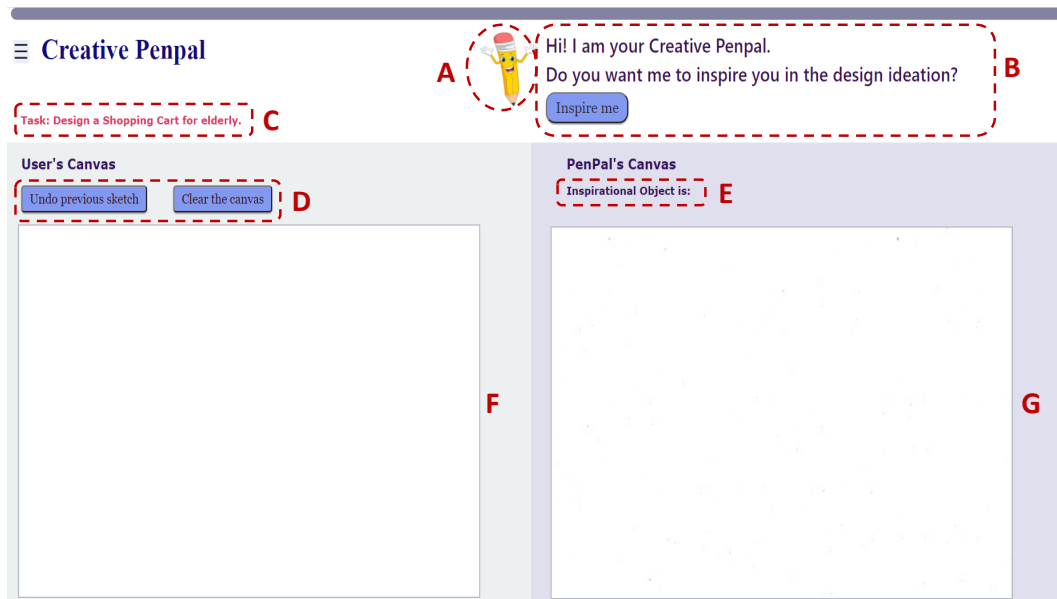 ☰ Creative Penpal
A
Hi! I am your Creative Penpal.
Do you want me to inspire you in the design ideation?
Inspire me
B
Task: Design a Shopping Cart for elderly.
C
User's Canvas
Undo previous sketch
Clear the canvas
D
F
PenPal's Canvas
Inspirational Object is:
E
G